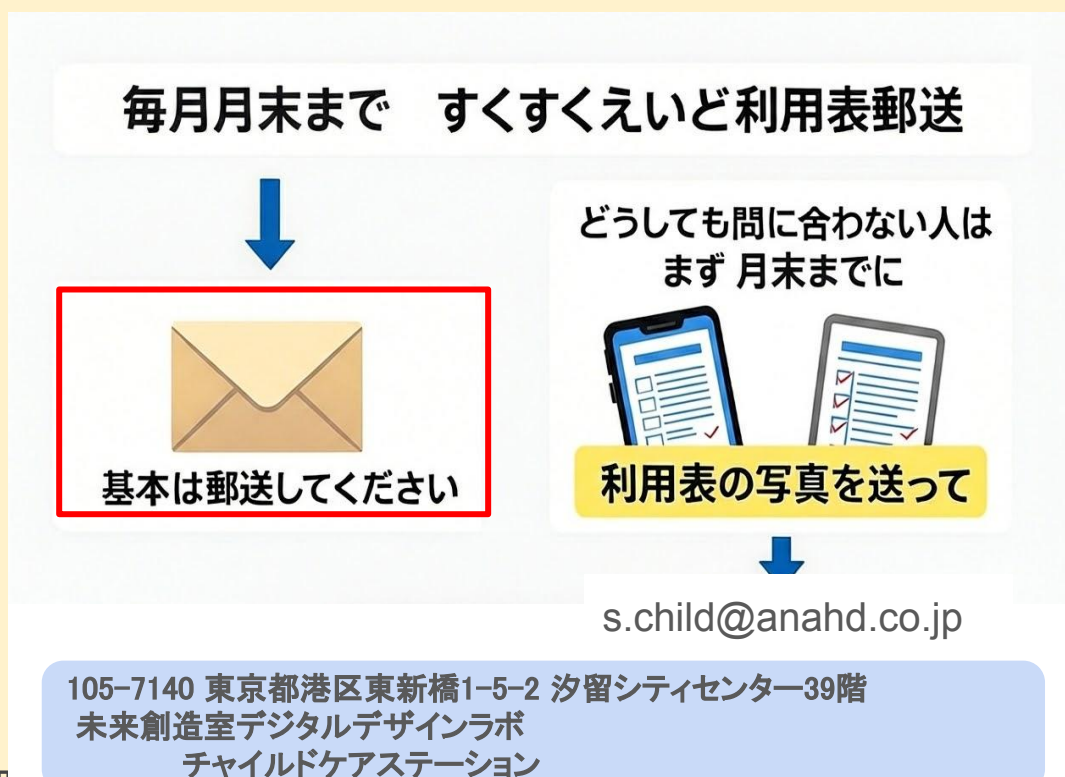 毎月月末まで　すくすくえいど利用表郵送
基本は郵送してください
どうしても問に合わない人は
まず 月末までに
利用表の写真を送って
s.child@anahd.co.jp
105-7140 東京都港区東新橋1-5-2 汐留シティセンター39階
未来創造室デジタルデザインラボ
チャイルドケアステーション